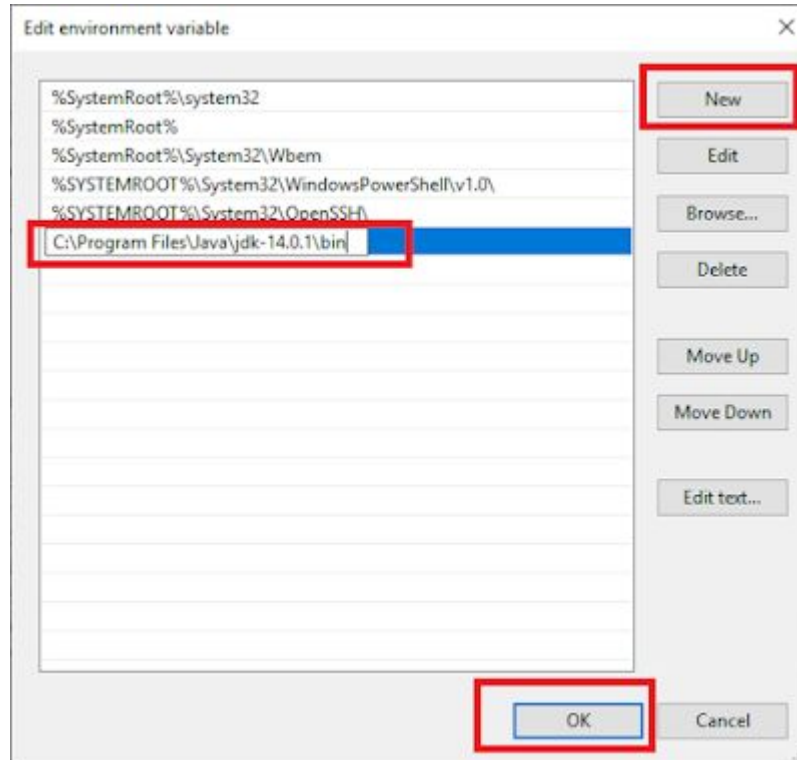 Edit environment variable
%SystemRoot%\system32
%SystemRoot%
%SystemRoot%\System32\Wbem
%SYSTEMROOT%\System32\WindowsPowerShell\v1.0\
%SYSTEMROOT%\System32\OpenSSH\
C:\Program Files\Java\jdk-14.0.1\bin
New
Edit
Browse...
Delete
Move Up
Move Down
Edit text...
OK
Cancel